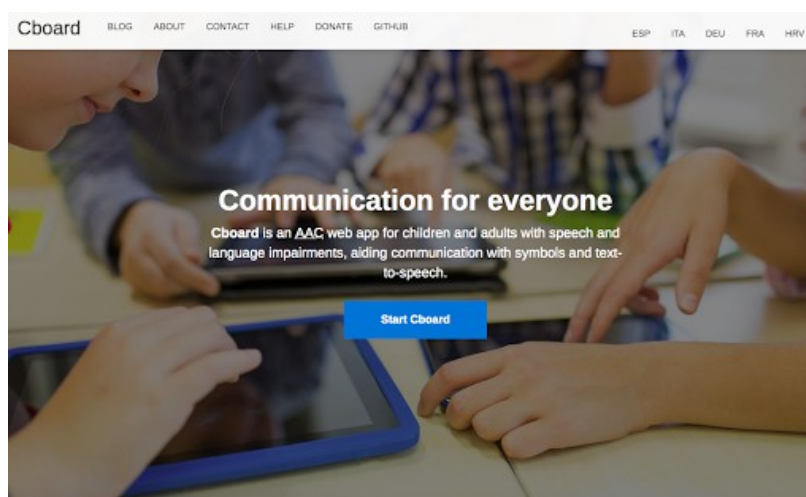 Cboard BLOG ABOUT CONTACT HELP DONATE GITHUB ESP ITA DEU FRA HRV
Communication for everyone
Cboard is an AAC web app for children and adults with speech and
language impairments, aiding communication with symbols and text-
to-speech.
Start Cboard